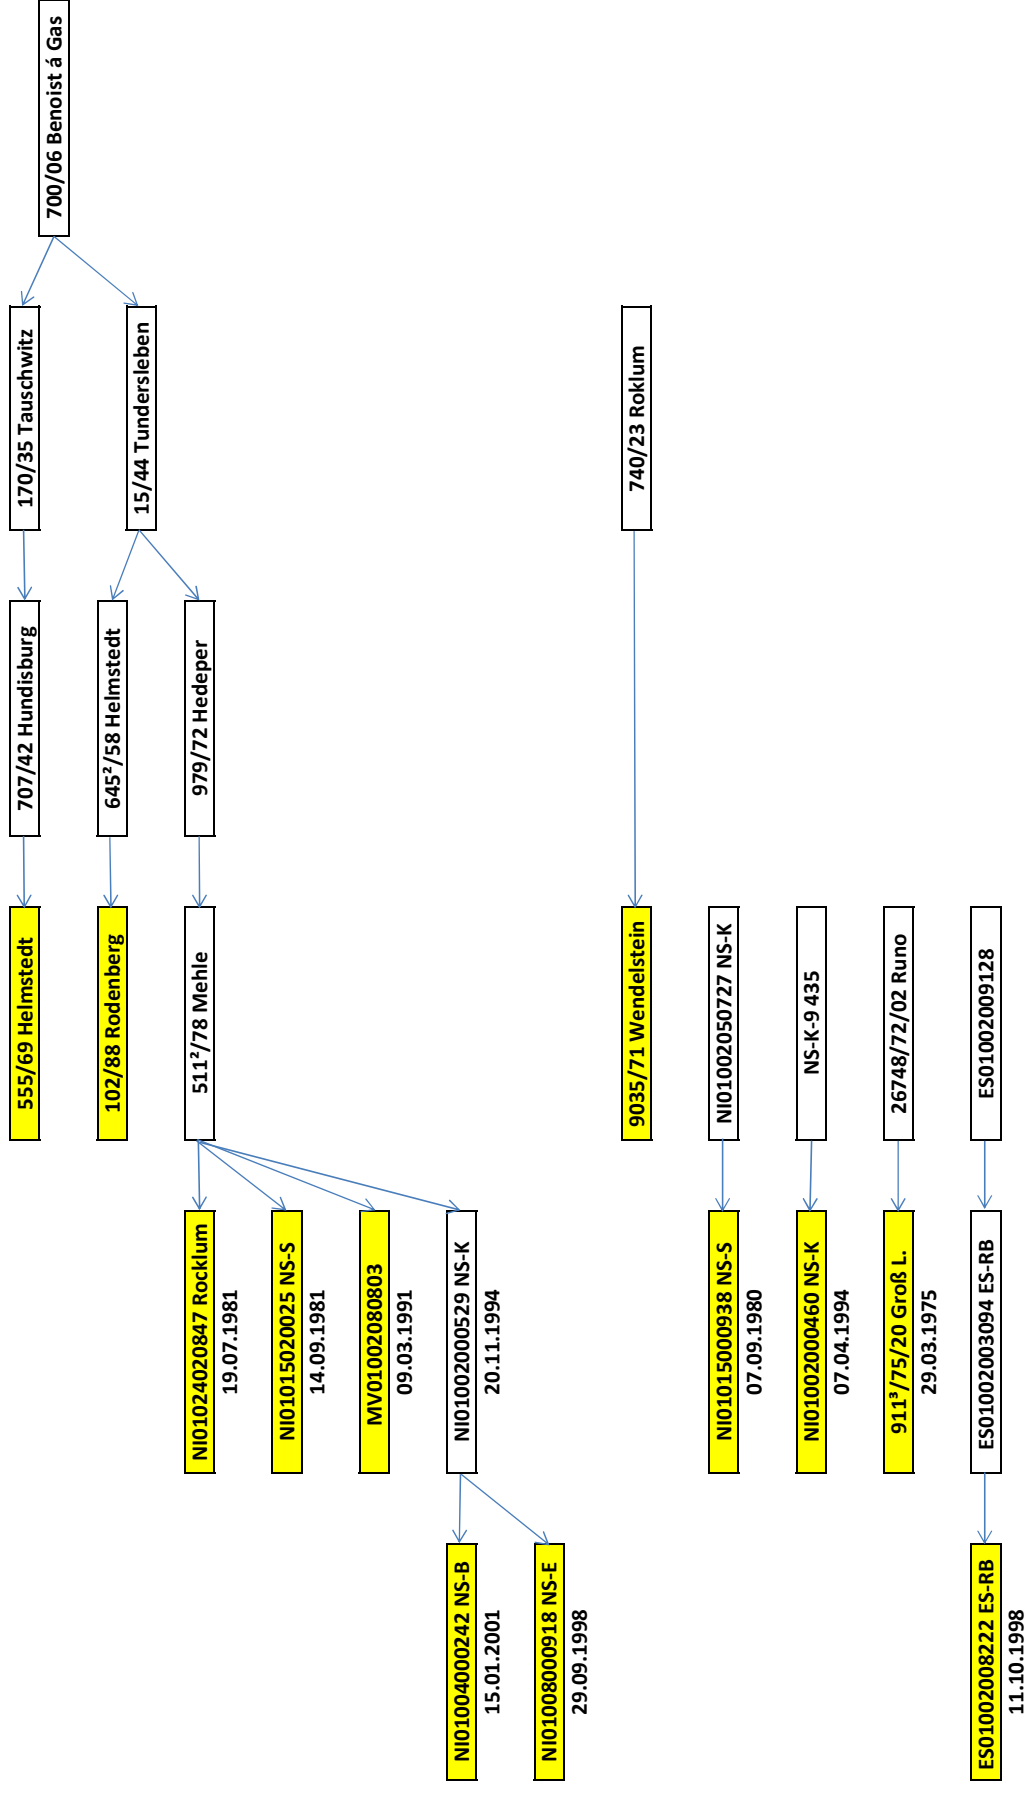 700/06 Benoist á Gas
170/35 Tauschwitz
15/44 Tundersleben
740/23 Roklum
707/42 Hundisburg
645²/58 Helmstedt
979/72 Hedeper
555/69 Helmstedt
102/88 Rodenberg
511²/78 Mehle
9035/71 Wendelstein
NI01002050727 NS-K
NS-K-9 435
26748/72/02 Runo
ES01002009128
NI01024020847 Rocklum
19.07.1981
NI01015020025 NS-S
14.09.1981
MV01002080803
09.03.1991
NI01002000529 NS-K
20.11.1994
NI01015000938 NS-S
07.09.1980
NI01002000460 NS-K
07.04.1994
911³/75/20 Groß L.
29.03.1975
ES01002003094 ES-RB
NI01004000242 NS-B
15.01.2001
NI01008000918 NS-E
29.09.1998
ES01002008222 ES-RB
11.10.1998